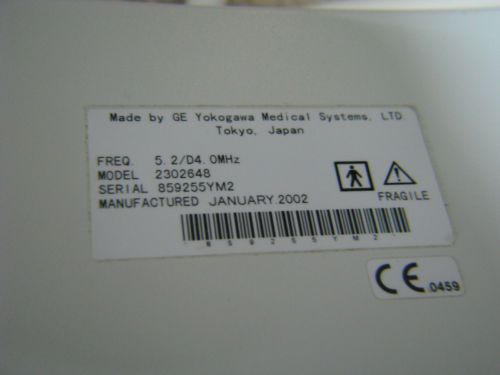 Made by GE Yokogawa Medical Systems, LTD
Tokyo, Japan
FREQ. 5.2/D4.0MHz
MODEL 2302648
SERIAL 859255YM2
MANUFACTURED JANUARY.2002
FRAGILE
859255YM2
CE 0459